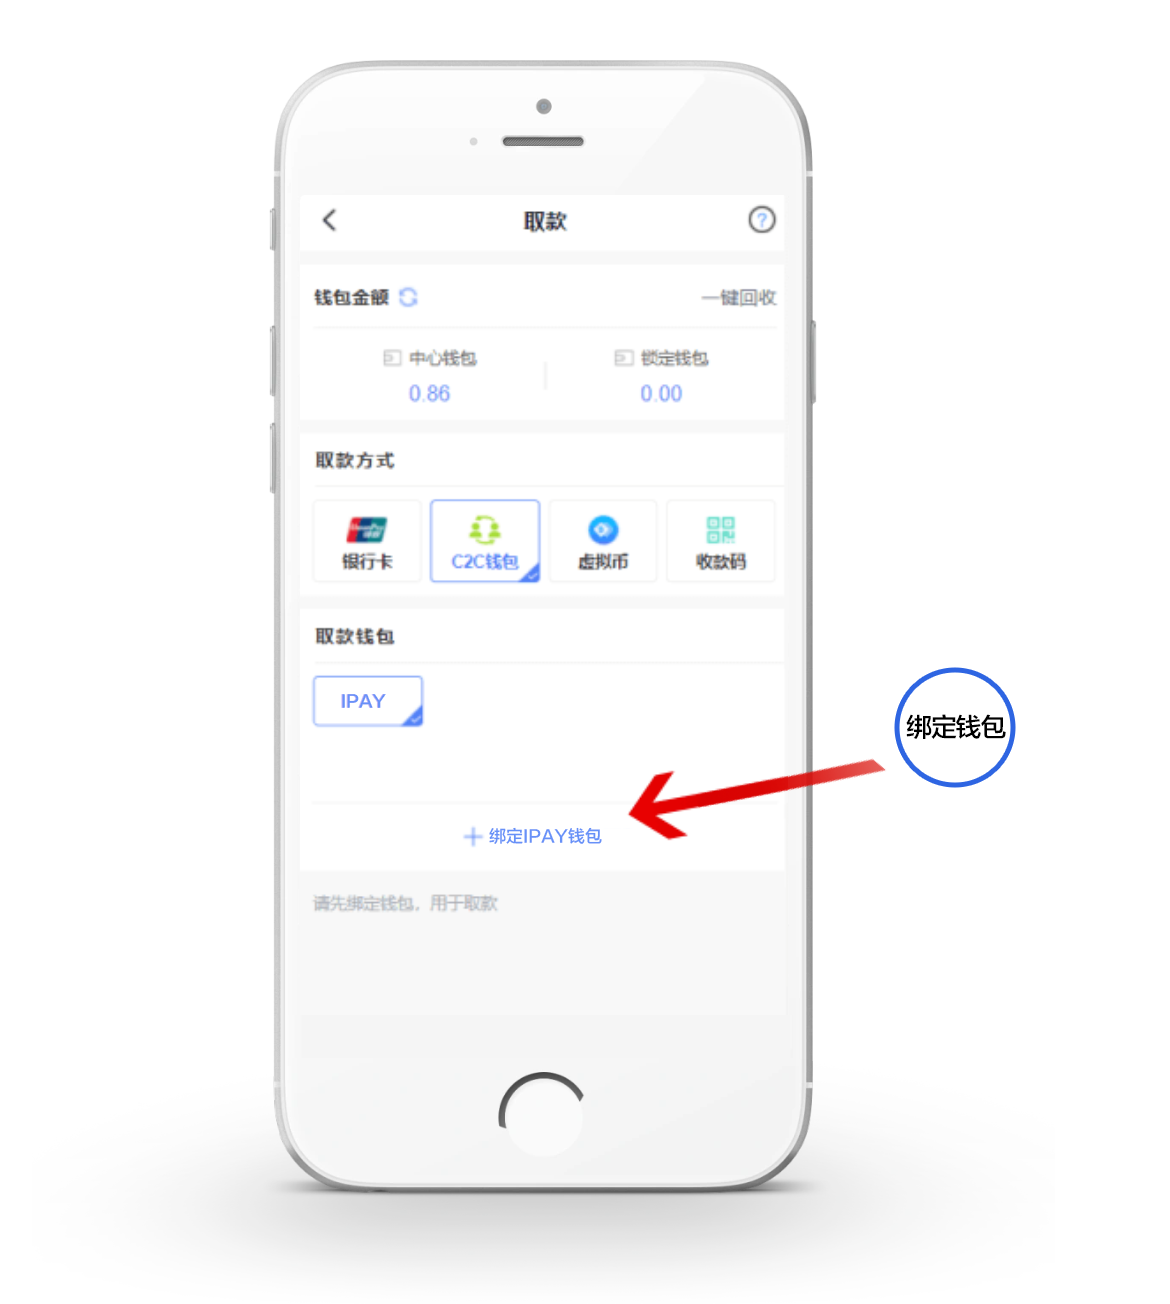 取款
钱包金额 一键回收
中心钱包 锁定钱包
0.86 0.00
取款方式
银行卡 C2C钱包 虚拟币 收款码
取款钱包
IPAY
绑定钱包
绑定IPAY钱包
请先绑定钱包，用于取款